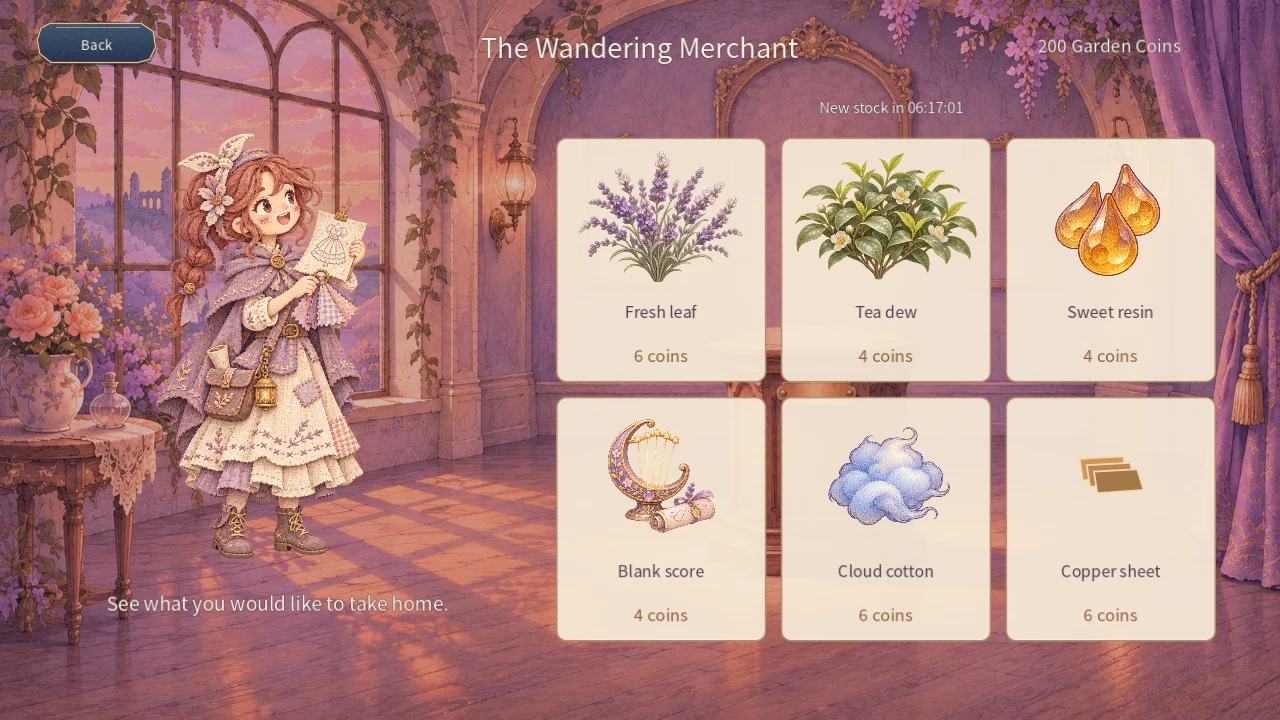 Back
The Wandering Merchant
200 Garden Coins
New stock in 06:17:01
Fresh leaf
6 coins
Tea dew
4 coins
Sweet resin
4 coins
Blank score
4 coins
Cloud cotton
6 coins
Copper sheet
6 coins
See what you would like to take home.